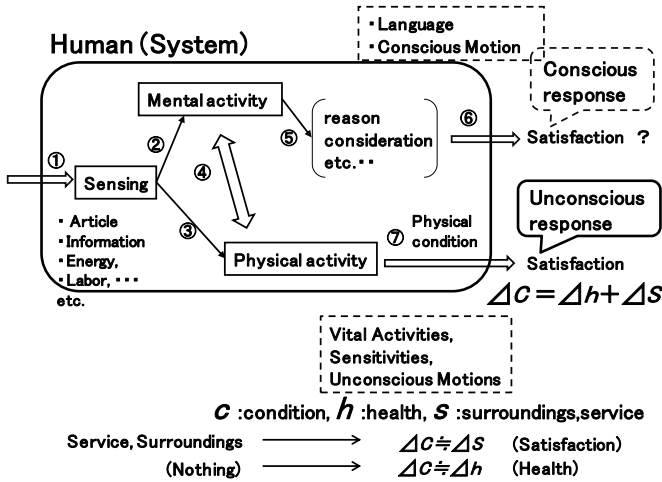 ・Language
・Conscious Motion
Human (System)
Conscious
response
Mental activity
reason
consideration
etc.・・
⑥
Satisfaction ?
①
②
⑤
④
Sensing
③
・Article
・Information
・Energy,
・Labor, ・・・
etc.
Physical activity
⑦
Physical
condition
Unconscious
response
Satisfaction
⊿C=⊿h+⊿S
Vital Activities,
Sensitivities,
Unconscious Motions
c :condition, h :health, s :surroundings,service
Service, Surroundings ⊿C≒⊿S (Satisfaction)
(Nothing) ⊿C≒⊿h (Health)